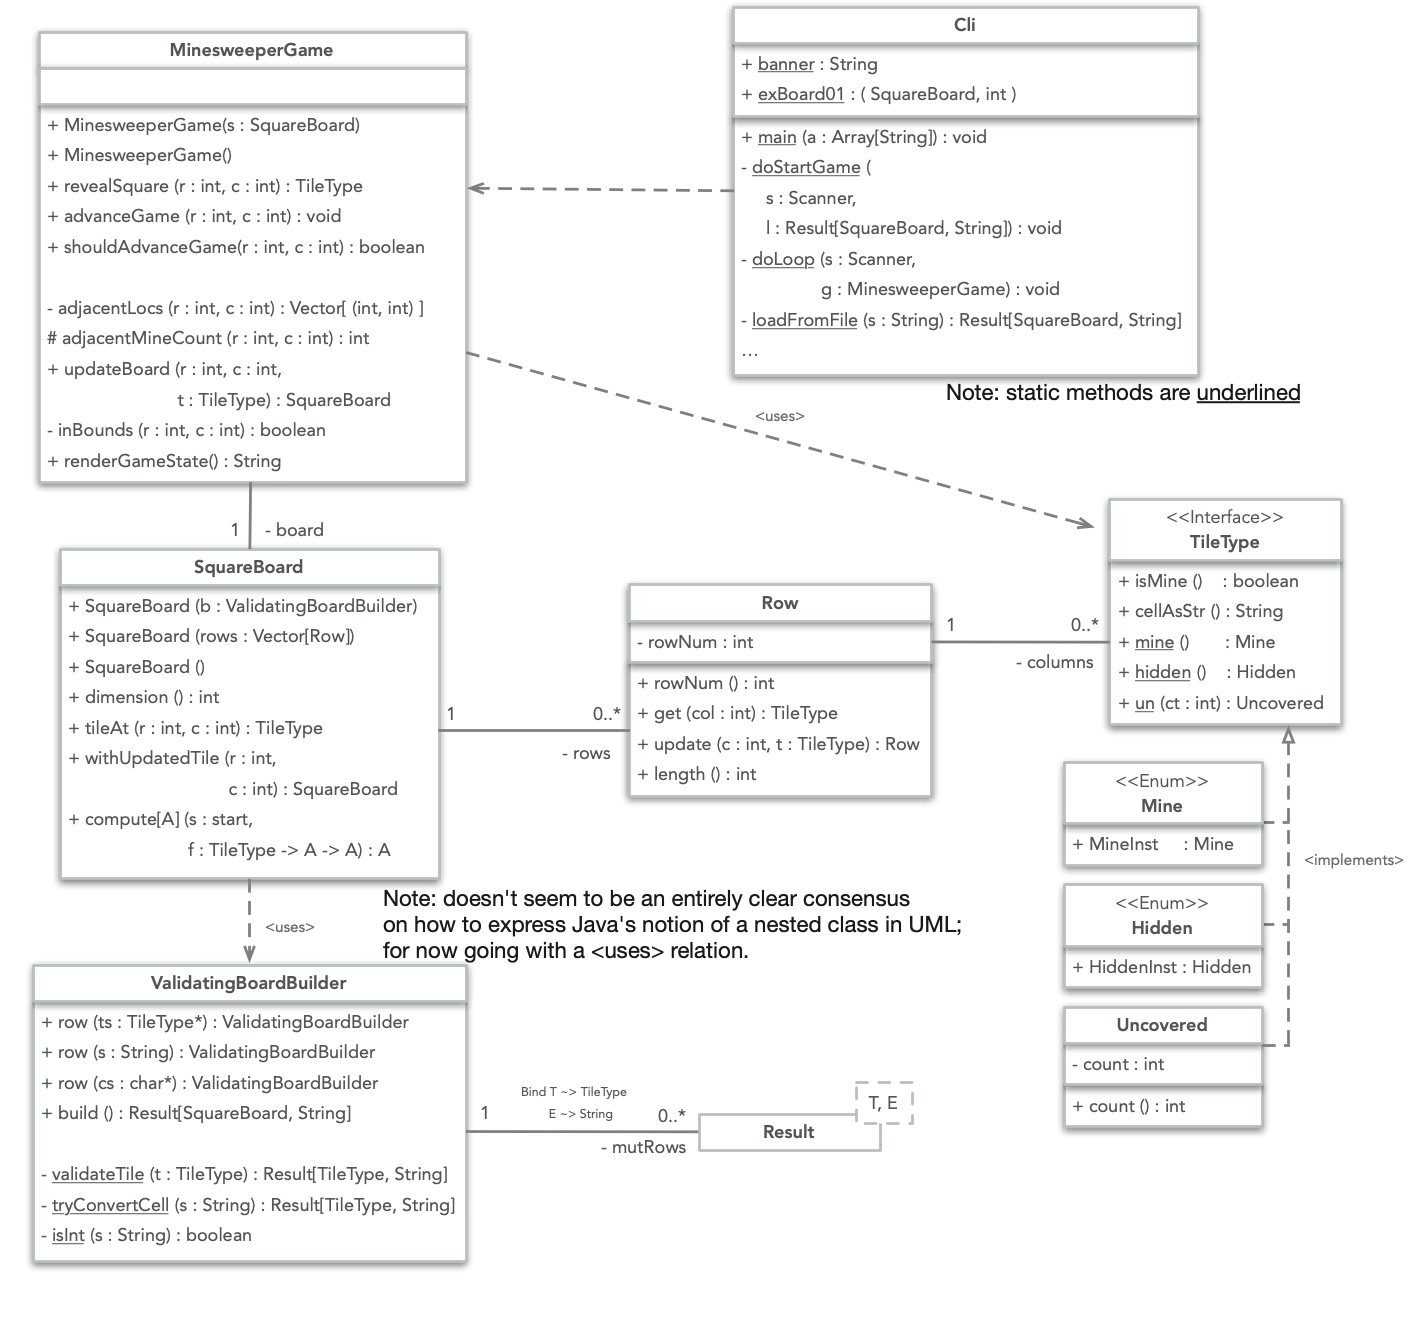 MinesweeperGame
+ MinesweeperGame(s : SquareBoard)
+ MinesweeperGame()
+ revealSquare (r : int, c : int) : TileType
+ advanceGame (r : int, c : int) : void
+ shouldAdvanceGame(r : int, c : int) : boolean
- adjacentLocs (r : int, c : int) : Vector[ (int, int) ]
# adjacentMineCount (r : int, c : int) : int
+ updateBoard (r : int, c : int,
t : TileType) : SquareBoard
- inBounds (r : int, c : int) : boolean
+ renderGameState() : String
Cli
+ banner : String
+ exBoard01 : ( SquareBoard, int )
+ main (a : Array[String]) : void
- doStartGame (
s : Scanner,
l : Result[SquareBoard, String]) : void
- doLoop (s : Scanner,
g : MinesweeperGame) : void
- loadFromFile (s : String) : Result[SquareBoard, String]
...
Note: static methods are underlined
<uses>
1 - board
SquareBoard
+ SquareBoard (b : ValidatingBoardBuilder)
+ SquareBoard (rows : Vector[Row])
+ SquareBoard ()
+ dimension () : int
+ tileAt (r : int, c : int) : TileType
+ withUpdatedTile (r : int,
c : int) : SquareBoard
+ compute[A] (s : start,
f : TileType -> A -> A) : A
1 0..*
- rows
Row
- rowNum : int
+ rowNum () : int
+ get (col : int) : TileType
+ update (c : int, t : TileType) : Row
+ length () : int
1 0..*
- columns
<<Interface>>
TileType
+ isMine () : boolean
+ cellAsStr () : String
+ mine () : Mine
+ hidden () : Hidden
+ un (ct : int) : Uncovered
<<Enum>>
Mine
+ MineInst : Mine
<implements>
<<Enum>>
Hidden
+ HiddenInst : Hidden
Uncovered
- count : int
+ count () : int
<uses>
Note: doesn't seem to be an entirely clear consensus
on how to express Java's notion of a nested class in UML;
for now going with a <uses> relation.
ValidatingBoardBuilder
+ row (ts : TileType*) : ValidatingBoardBuilder
+ row (s : String) : ValidatingBoardBuilder
+ row (cs : char*) : ValidatingBoardBuilder
+ build () : Result[SquareBoard, String]
- validateTile (t : TileType) : Result[TileType, String]
- tryConvertCell (s : String) : Result[TileType, String]
- isInt (s : String) : boolean
Bind T ~> TileType
E ~> String
1 0..*
- mutRows
T, E
Result